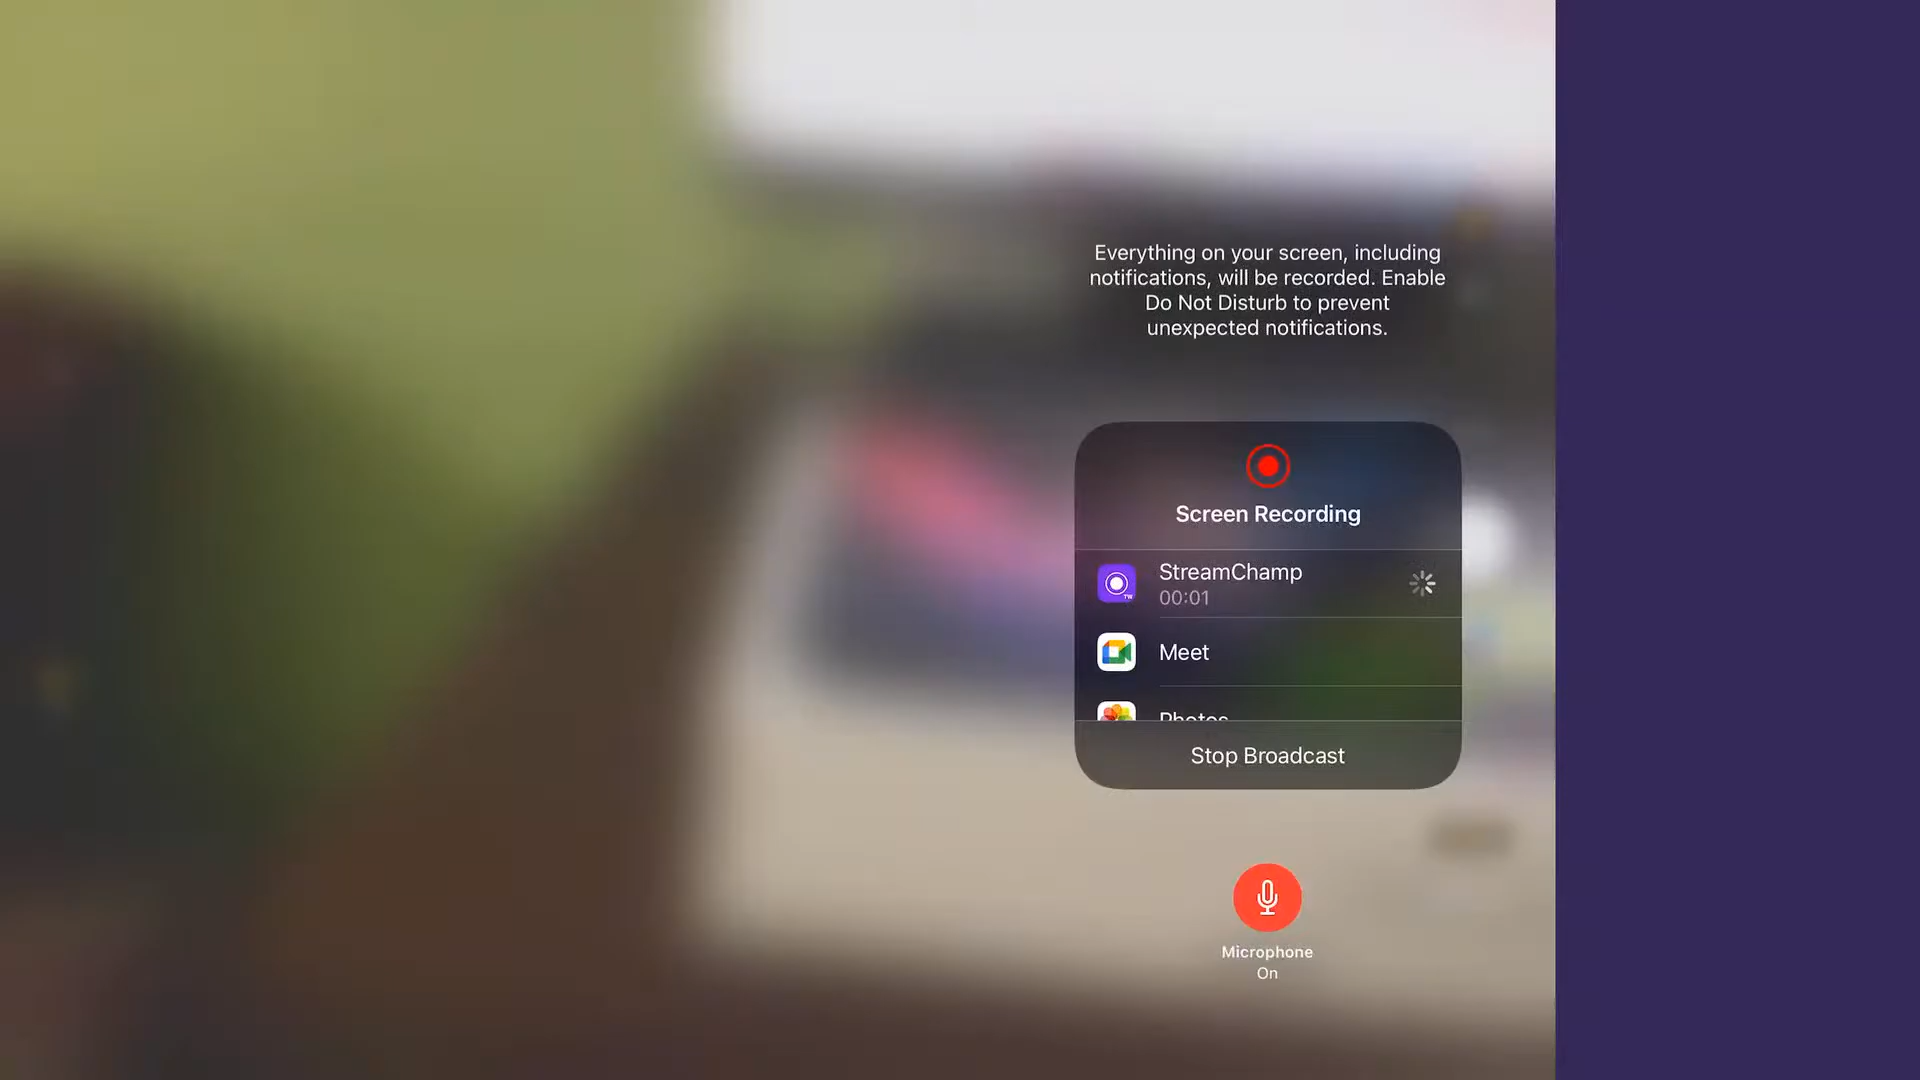 Everything on your screen, including
notifications, will be recorded. Enable
Do Not Disturb to prevent
unexpected notifications.
Screen Recording
StreamChamp
00:01
Meet
Photos
Stop Broadcast
Microphone
On